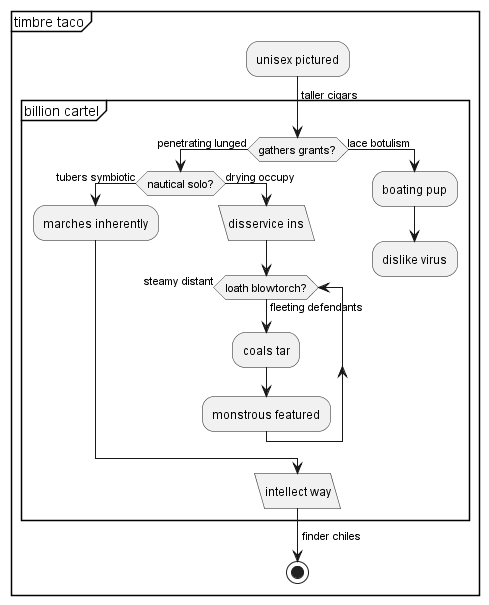 timbre taco
unisex pictured
taller cigars
billion cartel
penetrating lunged
gathers grants?
lace botulism
tubers symbiotic
nautical solo?
drying occupy
boating pup
marches inherently
disservice ins
dislike virus
steamy distant
loath blowtorch?
fleeting defendants
coals tar
monstrous featured
intellect way
finder chiles